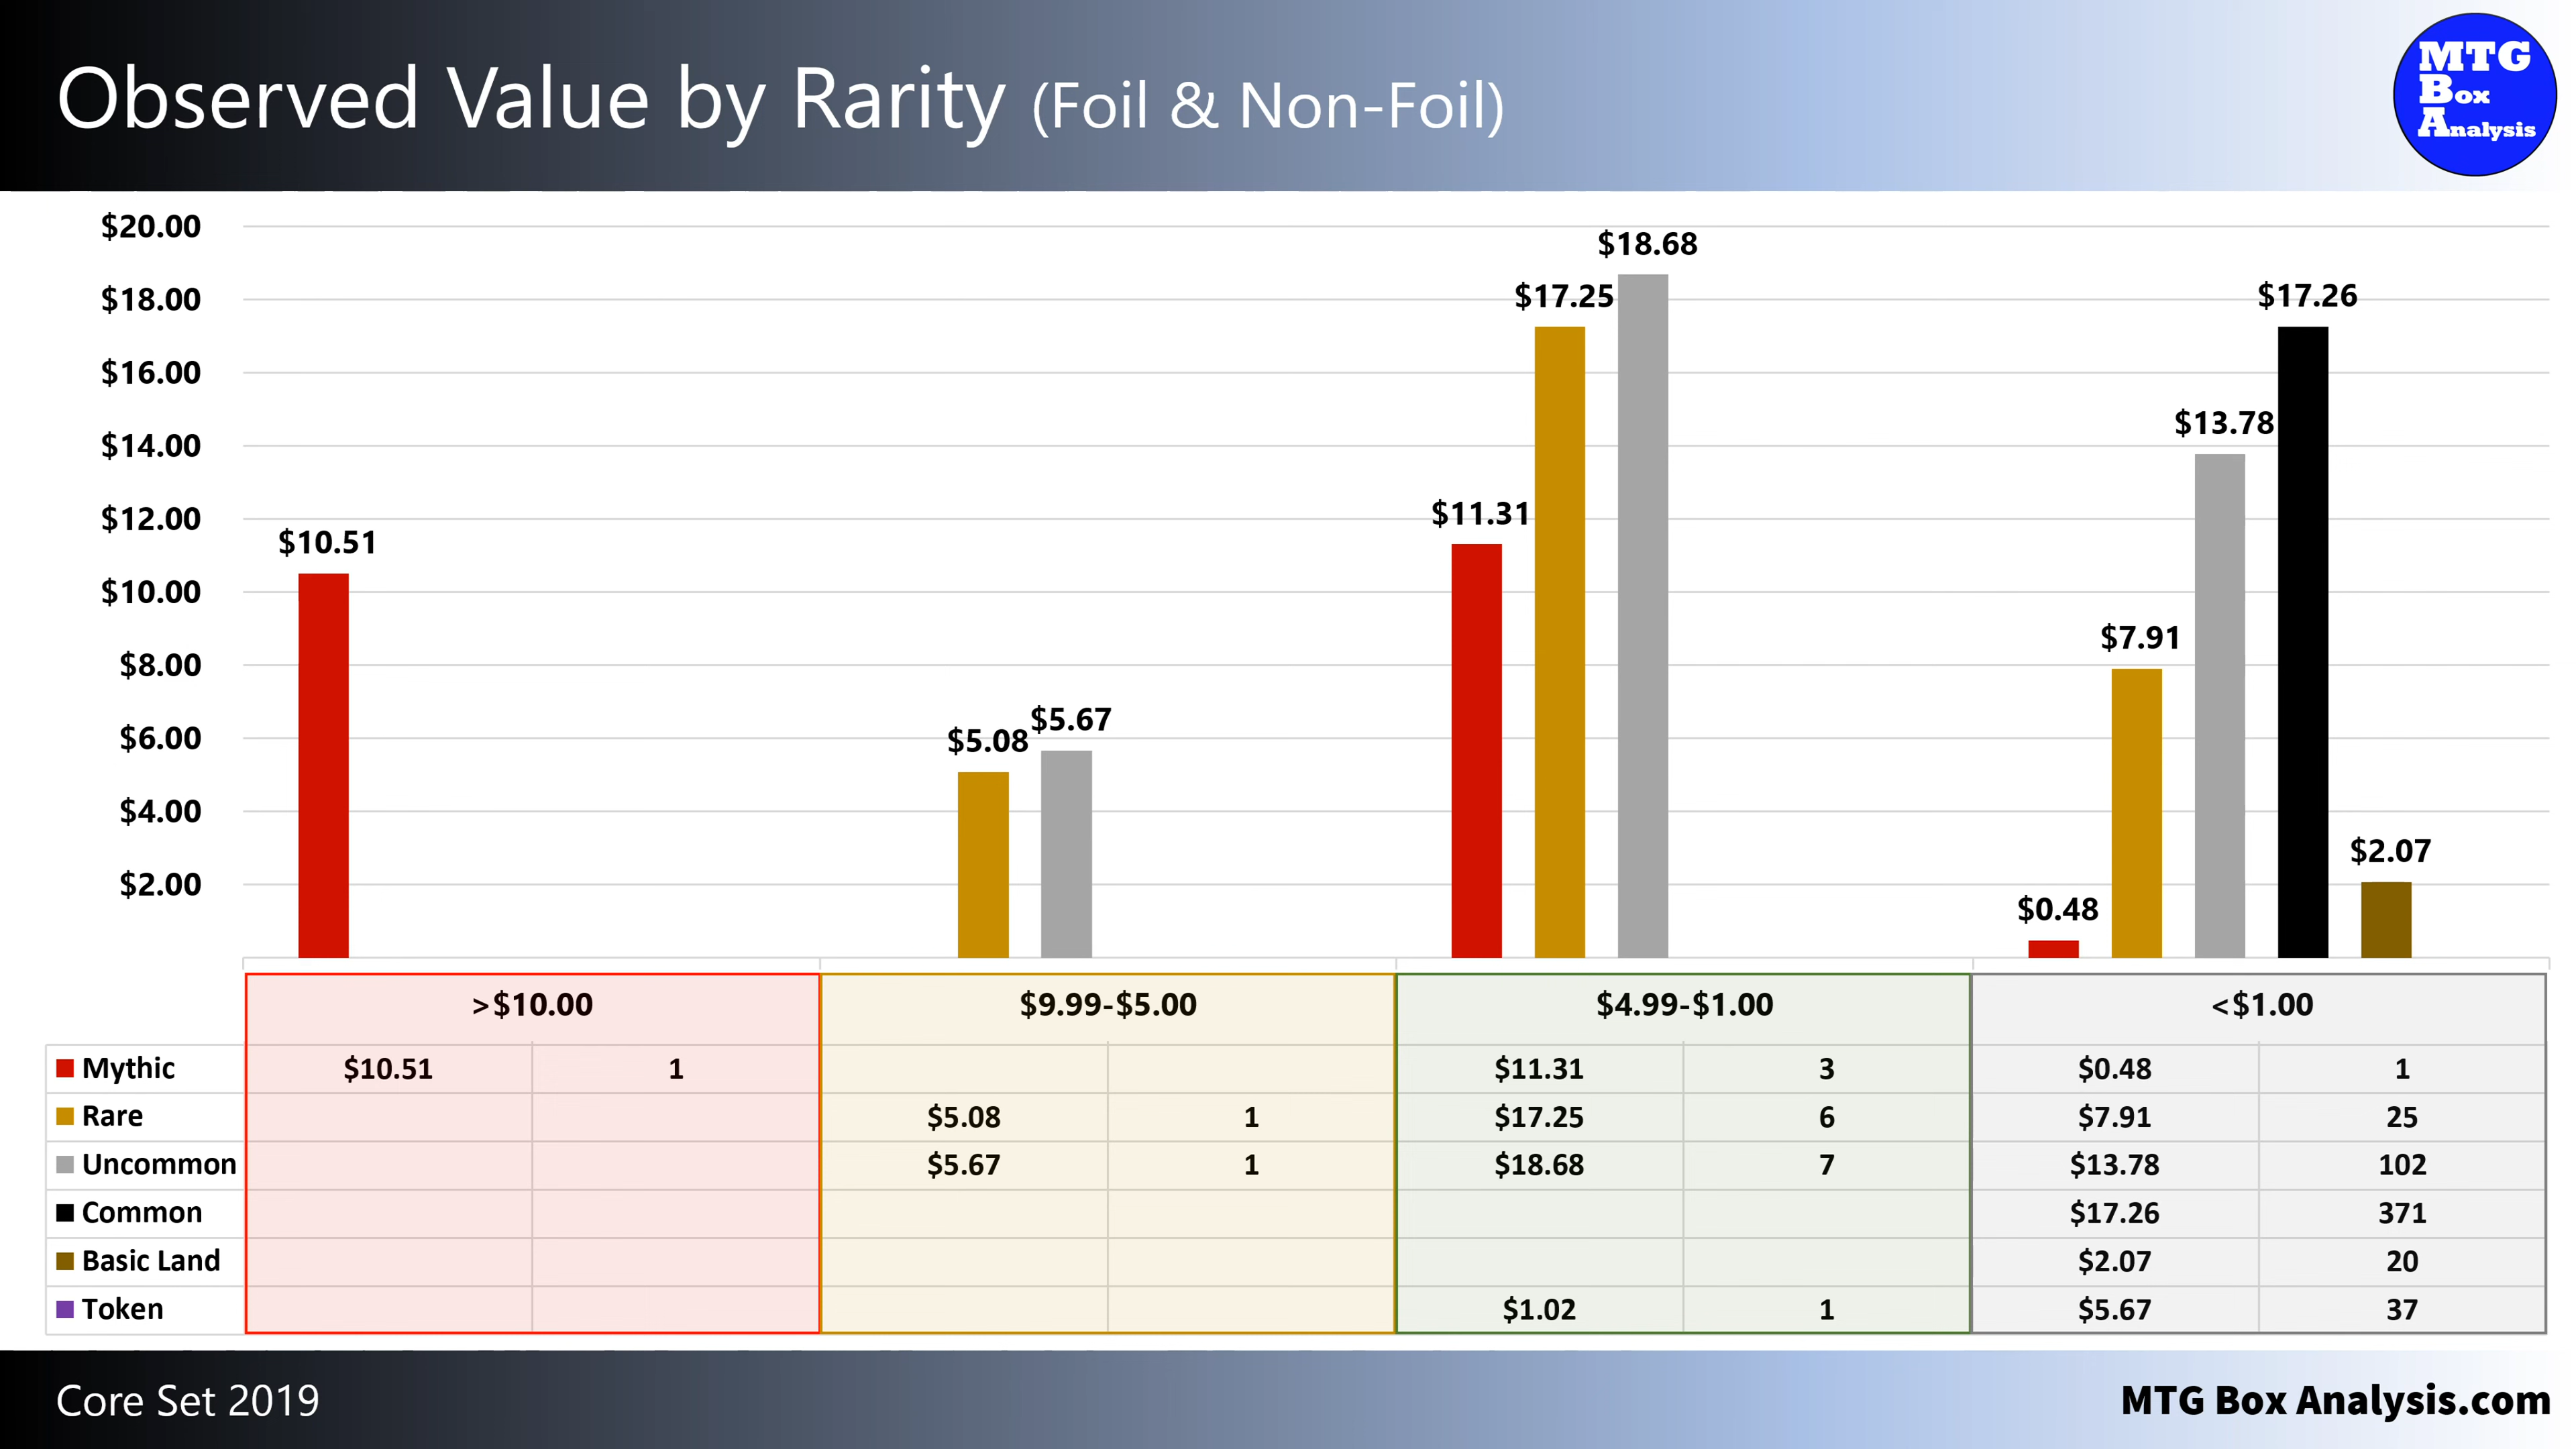 Observed Value by Rarity (Foil & Non-Foil)
MTG
Box
Analysis
$20.00
$18.00
$16.00
$14.00
$12.00
$10.00
$8.00
$6.00
$4.00
$2.00
$10.51
$5.08
$5.67
$11.31
$17.25
$18.68
$0.48
$7.91
$13.78
$17.26
$2.07
>$10.00 $9.99-$5.00 $4.99-$1.00 <$1.00
Mythic $10.51 1 $11.31 3 $0.48 1
Rare $5.08 1 $17.25 6 $7.91 25
Uncommon $5.67 1 $18.68 7 $13.78 102
Common $17.26 371
Basic Land $2.07 20
Token $1.02 1 $5.67 37
Core Set 2019
MTG Box Analysis.com